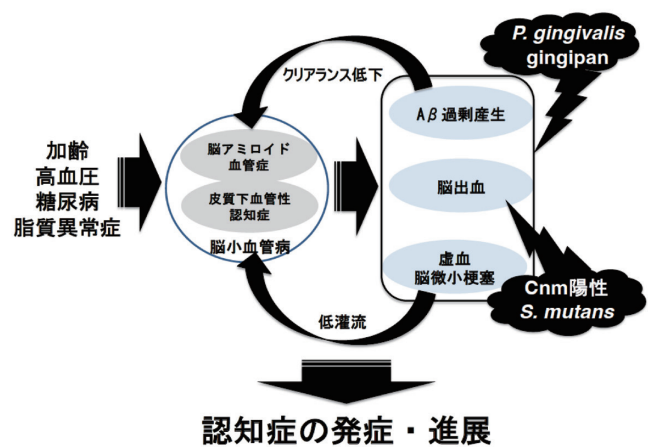 P. gingivalis
gingipan
クリアランス低下
Aβ過剰産生
加齢
高血圧
糖尿病
脂質異常症
脳アミロイド
血管症
皮質下血管性
認知症
脳小血管病
脳出血
虚血
脳微小梗塞
Cnm陽性
S. mutans
低灌流
認知症の発症・進展